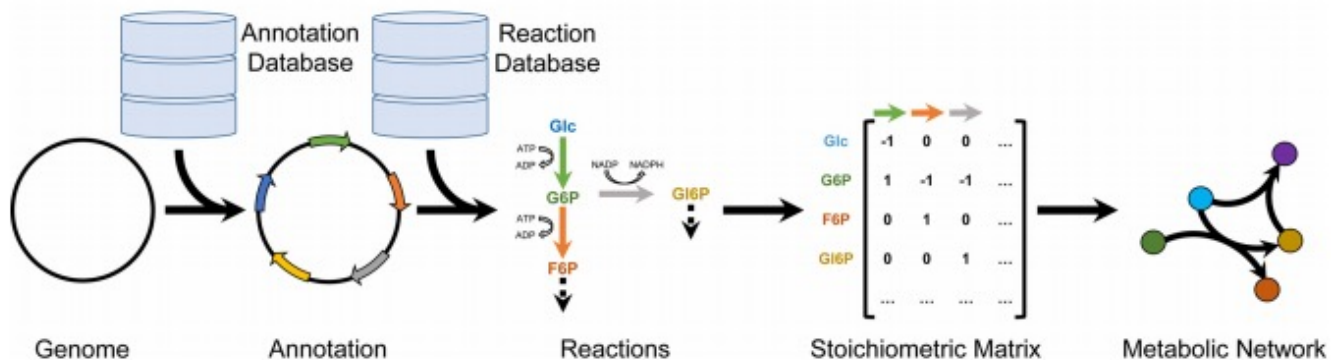 Annotation
Database
Reaction
Database
Glc
ATP
ADP
NADP NADPH
G6P
Gl6P
ATP
ADP
F6P
Glc -1 0 0 ...
G6P 1 -1 -1 ...
F6P 0 1 0 ...
Gl6P 0 0 1 ...
... ... ... ...
Genome
Annotation
Reactions
Stoichiometric Matrix
Metabolic Network